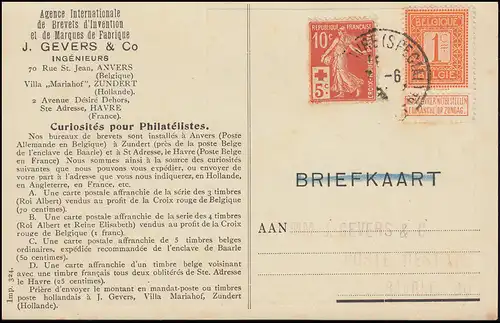 Agence Internationale
de Brevets d'Invention
et de Marques de Fabrique
J. GEVERS & Co
INGÉNIEURS
70 Rue St. Jean, ANVERS
(Belgique)
Villa „Mariahof", ZUNDERT
(Hollande).
2 Avenue Désiré Dehors,
Ste Adresse, HAVRE
(France).
Curiosités pour Philatélistes.
Nos bureaux de brevets sont installés à Anvers (Poste
Allemande en Belgique) à Zundert (près de la poste Belge
de l'enclave de Baarle) et à St Adresse, le Havre (Poste Belge
en France). Nous sommes ainsi à la source des curiosités
suivantes que nous pouvons vous expédier, ou envoyer de
votre part à l'adresse que vous nous indiquerez, en Hollande,
en Angleterre, en France, etc.
A. Une carte postale affranchie de la série de 3 timbres
(Roi Albert) vendus au profit de la Croix rouge de Belgique
(70 centimes).
B. Une carte postale affranchie de la série des 4 timbres
(Roi Albert et Reine Elisabeth) vendus au profit de la Croix
rouge de Belgique (1 franc).
C. Une carte postale affranchie de 5 timbres belges
ordinaires, expédiée recommandée de l'enclave de Baarle
(50 centimes)
D. Une carte affranchie d'un timbre belge voisinant
avec une timbre français tous deux oblitérés de Ste. Adresse
le Havre (25 centimes).
Prière d'envoyer le montant en mandat-poste ou timbres
poste hollandais à J. Gevers, Villa Mariahof, Zundert
(Hollande).
Imp. 324.
10c
5c
BELGIQUE
1c
BELGIË
(SPECIAL)
6
BRIEFKAART
AAN
GEVERS & C